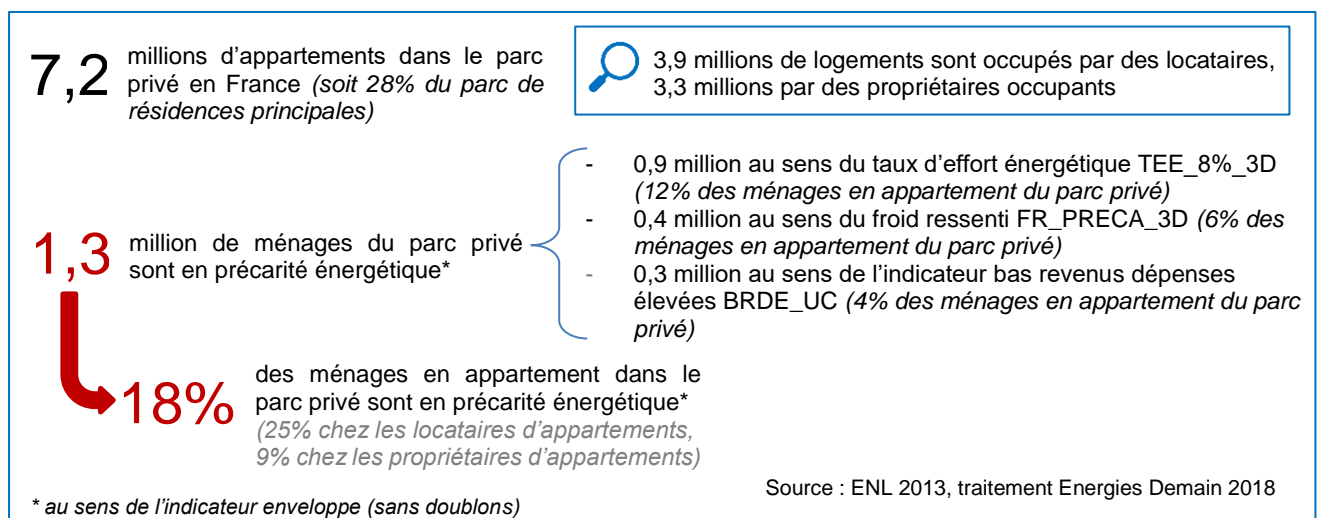 7,2
millions d’appartements dans le parc
privé en France (soit 28% du parc de
résidences principales)
3,9 millions de logements sont occupés par des locataires,
3,3 millions par des propriétaires occupants
1,3
million de ménages du parc privé
sont en précarité énergétique*
- 0,9 million au sens du taux d’effort énergétique TEE_8%_3D
(12% des ménages en appartement du parc privé)
- 0,4 million au sens du froid ressenti FR_PRECA_3D (6% des
ménages en appartement du parc privé)
- 0,3 million au sens de l’indicateur bas revenus dépenses
élevées BRDE_UC (4% des ménages en appartement du parc
privé)
18%
des ménages en appartement dans le
parc privé sont en précarité énergétique*
(25% chez les locataires d’appartements,
9% chez les propriétaires d’appartements)
Source : ENL 2013, traitement Energies Demain 2018
* au sens de l’indicateur enveloppe (sans doublons)